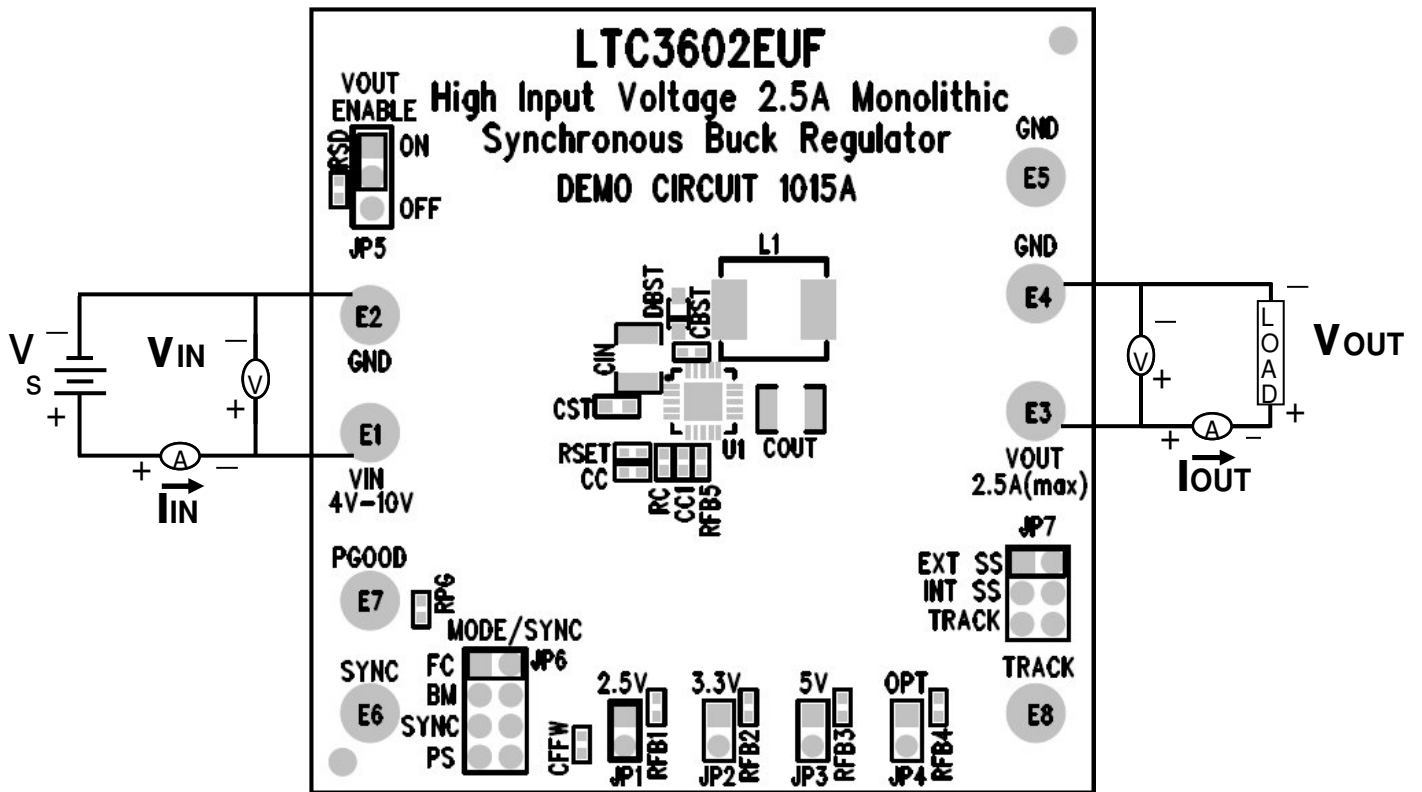 LTC3602EUF
High Input Voltage 2.5A Monolithic
Synchronous Buck Regulator
DEMO CIRCUIT 1015A
VOUT
ENABLE
RSD
ON
OFF
JP5
GND
E5
GND
E4
E3
VOUT
2.5A(max)
E2
GND
E1
VIN
4V-10V
VS
−
+
VIN
−
V
+
+
A
−
IIN
L1
DBST
CBST
CIN
CST
U1
COUT
RSET
CC
RC
CC1
RFB5
−
V
+
−
LOAD
+
VOUT
+
A
-
IOUT
PGOOD
E7
RPG
SYNC
E6
MODE/SYNC
JP6
FC
BM
SYNC
PS
CFFW
2.5V
JP1
RFB1
3.3V
JP2
RFB2
5V
JP3
RFB3
OPT
JP4
RFB4
JP7
EXT SS
INT SS
TRACK
TRACK
E8